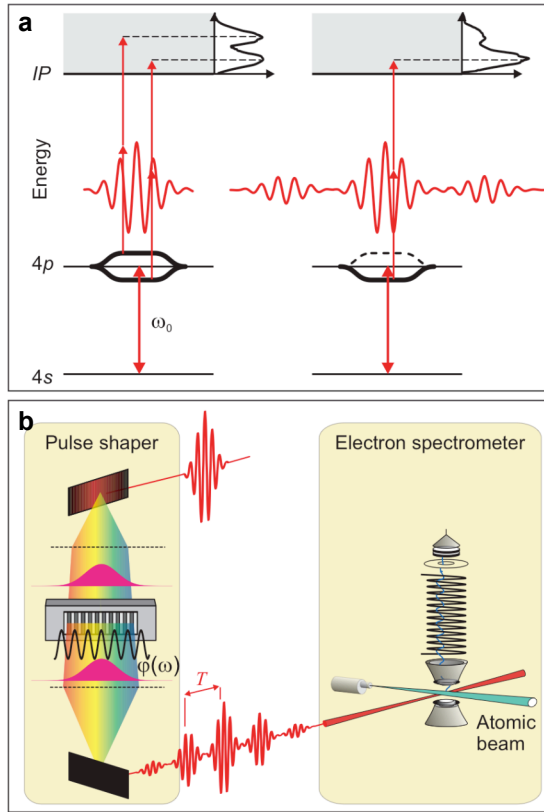 a
IP
Energy
4p
ω₀
4s
b
Pulse shaper
Electron spectrometer
φ(ω)
T
Atomic
beam